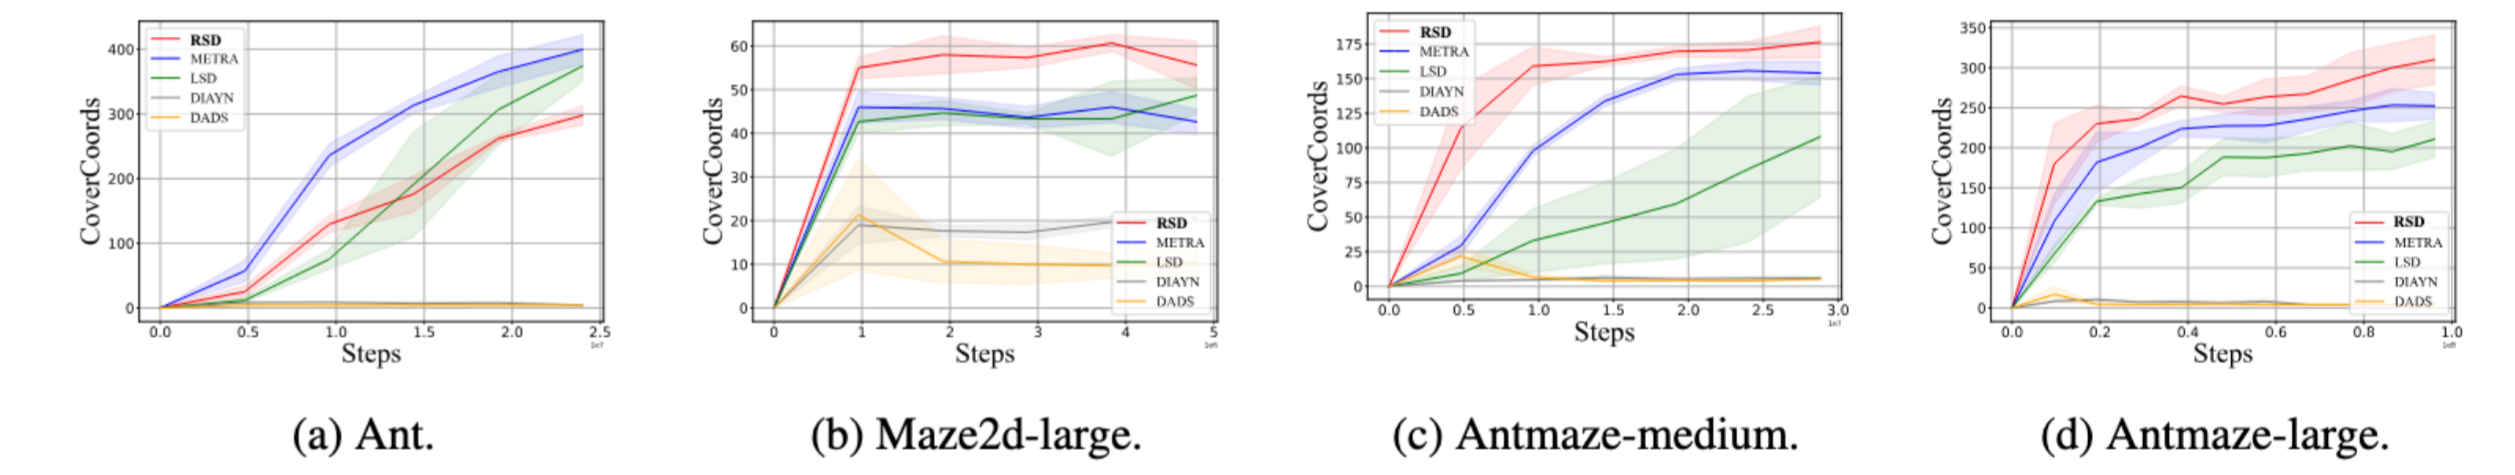 RSD
METRA
LSD
DIAYN
DADS
400
300
200
100
0
CoverCoords
0.0 0.5 1.0 1.5 2.0 2.5
1e7
Steps
(a) Ant.
60
50
40
30
20
10
0
CoverCoords
RSD
METRA
LSD
DIAYN
DADS
0 1 2 3 4 5
Steps
(b) Maze2d-large.
RSD
METRA
LSD
DIAYN
DADS
175
150
125
100
75
50
25
0
CoverCoords
0.0 0.5 1.0 1.5 2.0 2.5 3.0
1e7
Steps
(c) Antmaze-medium.
350
300
250
200
150
100
50
0
CoverCoords
RSD
METRA
LSD
DIAYN
DADS
0.0 0.2 0.4 0.6 0.8 1.0
Steps
(d) Antmaze-large.